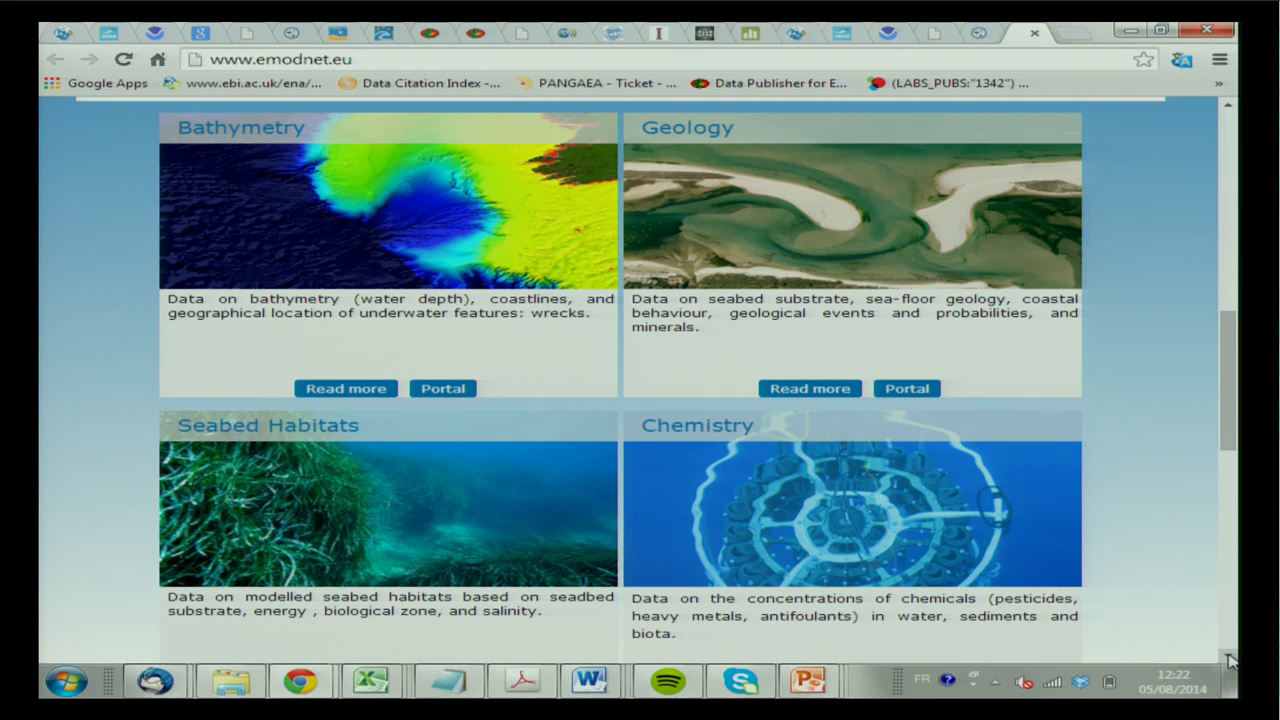 www.emodnet.eu
Google Apps
www.ebi.ac.uk/ena/...
Data Citation Index -...
PANGAEA - Ticket - ...
Data Publisher for E...
(LABS_PUBS:"1342") ...
»
Bathymetry
Geology
Data on bathymetry (water depth), coastlines, and
geographical location of underwater features: wrecks.
Data on seabed substrate, sea-floor geology, coastal
behaviour, geological events and probabilities, and
minerals.
Read more
Portal
Read more
Portal
Seabed Habitats
Chemistry
Data on modelled seabed habitats based on seadbed
substrate, energy , biological zone, and salinity.
Data on the concentrations of chemicals (pesticides,
heavy metals, antifoulants) in water, sediments and
biota.
FR
12:22
05/08/2014